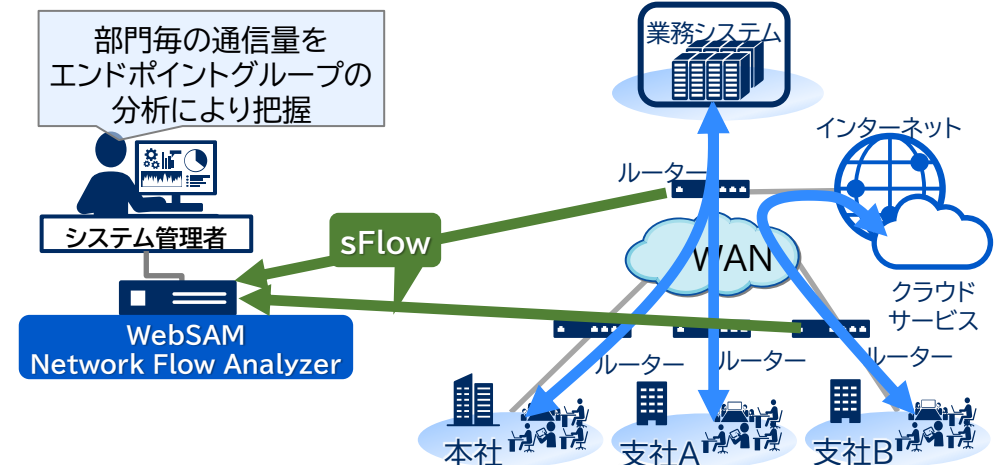 部門毎の通信量を
エンドポイントグループの
分析により把握
システム管理者
WebSAM
Network Flow Analyzer
sFlow
業務システム
インターネット
ルーター
WAN
クラウド
サービス
ルーター
ルーター
ルーター
本社
支社A
支社B